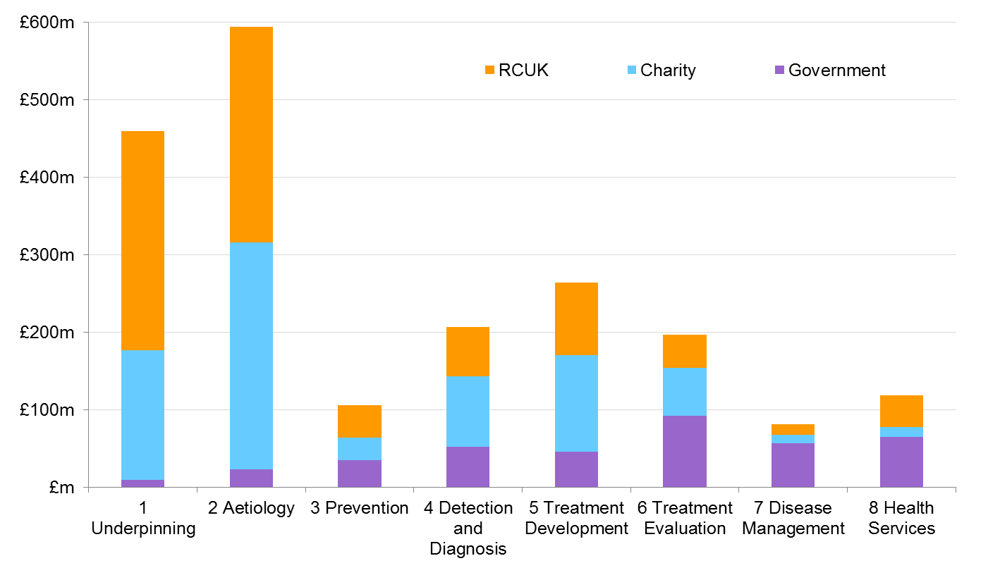 £600m
£500m
£400m
£300m
£200m
£100m
£m
RCUK
Charity
Government
1
Underpinning
2 Aetiology
3 Prevention
4 Detection
and
Diagnosis
5 Treatment
Development
6 Treatment
Evaluation
7 Disease
Management
8 Health
Services